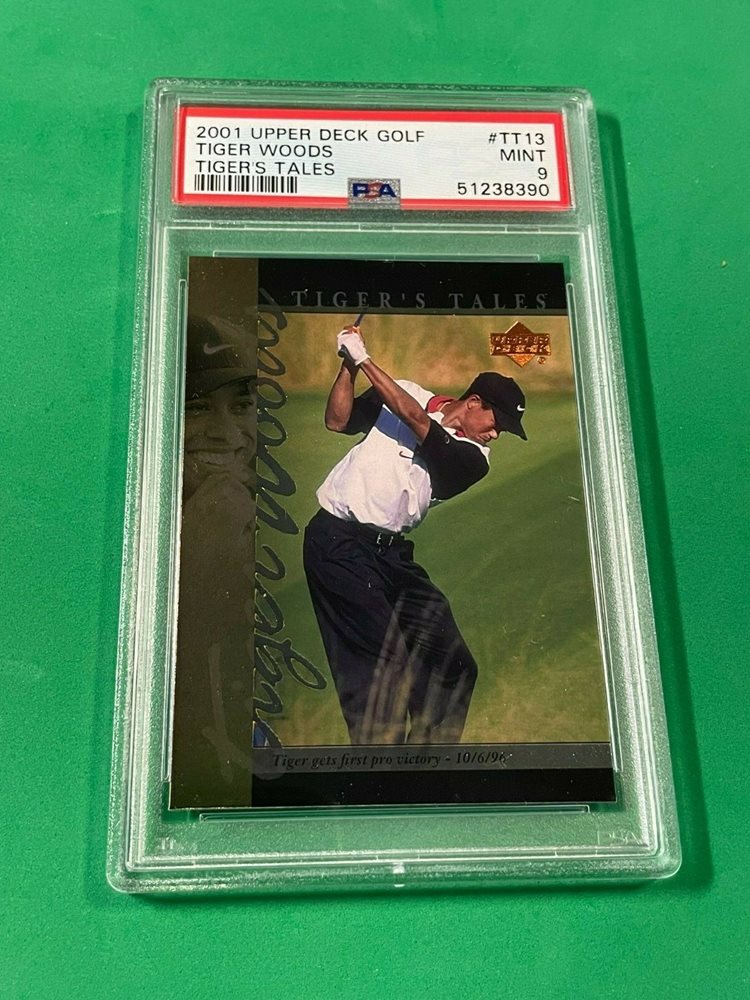 2001 UPPER DECK GOLF #TT13
TIGER WOODS MINT
TIGER'S TALES 9
PSA 51238390
TIGER'S TALES
UPPER DECK
Tiger Woods
Tiger gets first pro victory - 10/6/96